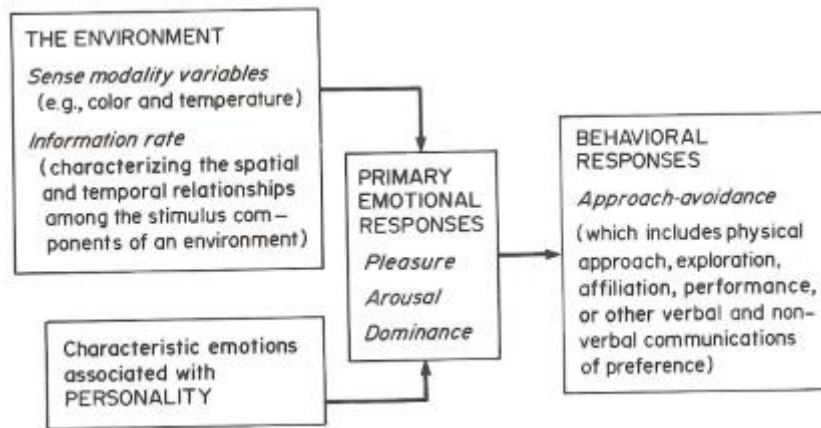 THE ENVIRONMENT
Sense modality variables
(e.g., color and temperature)
Information rate
(characterizing the spatial
and temporal relationships
among the stimulus com-
ponents of an environment)
Characteristic emotions
associated with
PERSONALITY
PRIMARY
EMOTIONAL
RESPONSES
Pleasure
Arousal
Dominance
BEHAVIORAL
RESPONSES
Approach-avoidance
(which includes physical
approach, exploration,
affiliation, performance,
or other verbal and non-
verbal communications
of preference)